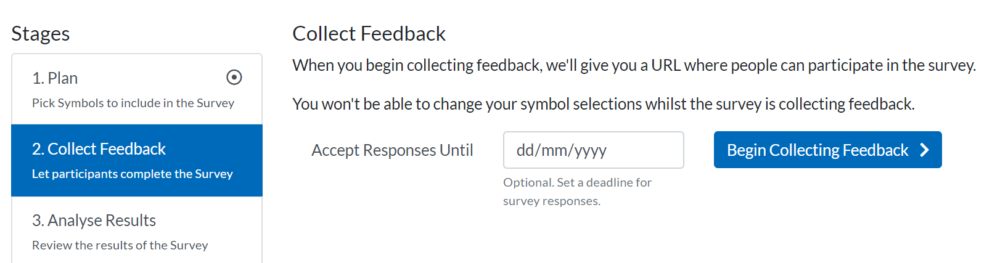 Stages
1. Plan
Pick Symbols to include in the Survey
2. Collect Feedback
Let participants complete the Survey
3. Analyse Results
Review the results of the Survey
Collect Feedback
When you begin collecting feedback, we'll give you a URL where people can participate in the survey.
You won't be able to change your symbol selections whilst the survey is collecting feedback.
Accept Responses Until
dd/mm/yyyy
Optional. Set a deadline for
survey responses.
Begin Collecting Feedback